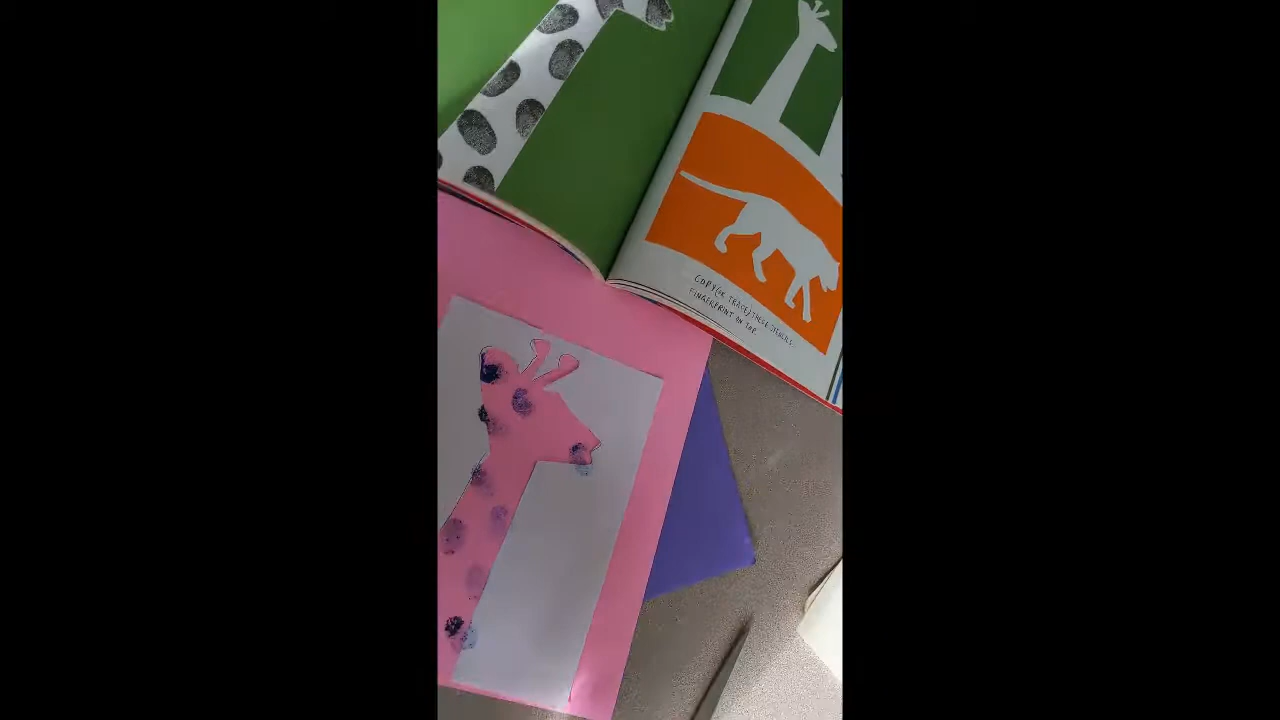 COPY (OR TRACE) THESE STENCILS.
FINGERPRINT ON TOP.